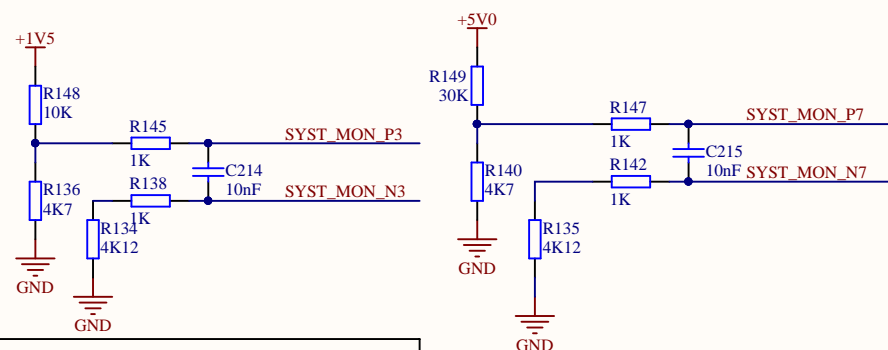 +1V5
R148
10K
R145
1K
SYST_MON_P3
C214
10nF
R136
4K7
R138
1K
SYST_MON_N3
R134
4K12
GND
GND
+5V0
R149
30K
R147
1K
SYST_MON_P7
C215
10nF
R140
4K7
R142
1K
SYST_MON_N7
R135
4K12
GND
GND